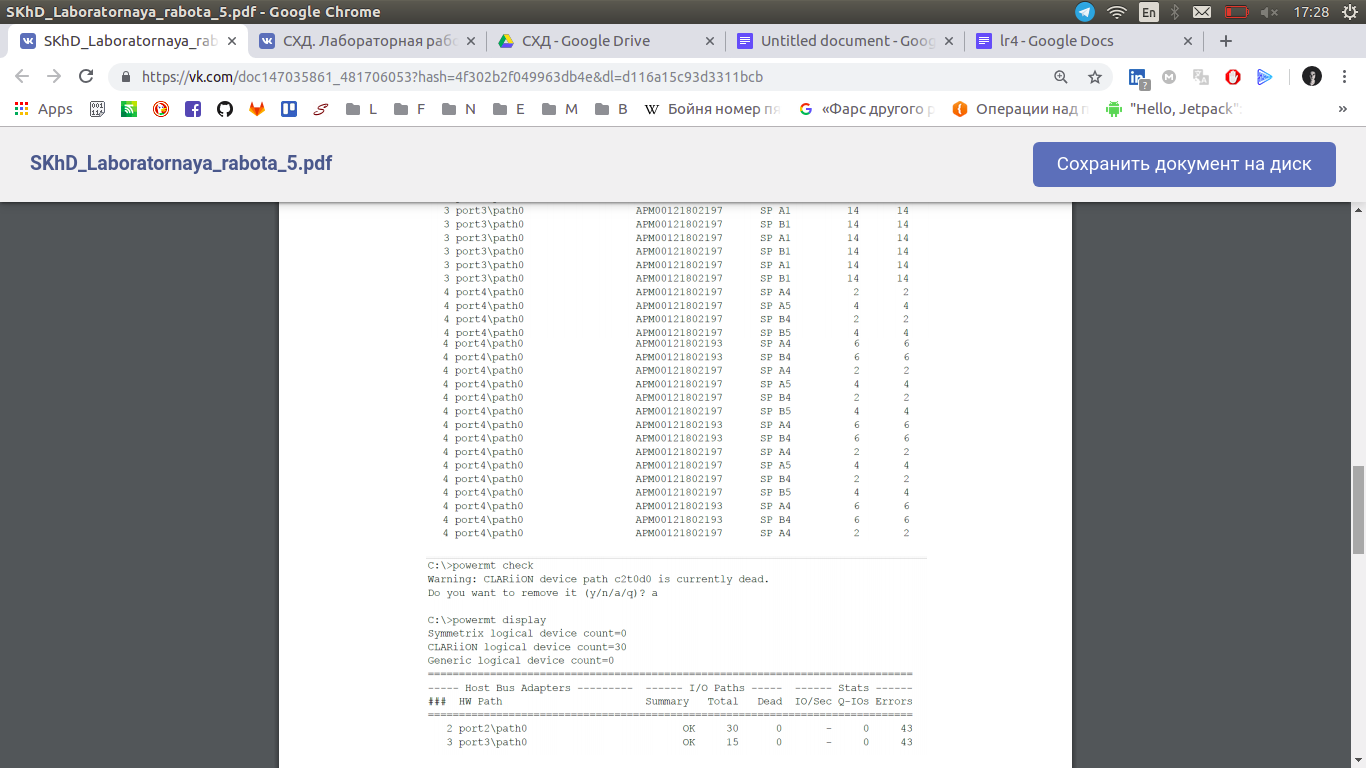 SKhD_Laboratornaya_rabota_5.pdf - Google Chrome
En
17:28
SKhD_Laboratornaya_rab
СХД. Лабораторная рабо
СХД - Google Drive
Untitled document - Goog
lr4 - Google Docs
https://vk.com/doc147035861_481706053?hash=4f302b2f049963db4e&dl=d116a15c93d3311bcb
Apps
L
F
N
E
M
B
Бойня номер пя
«Фарс другого р
Операции над п
"Hello, Jetpack"
SKhD_Laboratornaya_rabota_5.pdf
Сохранить документ на диск
3 port3\path0 APM00121802197 SP A1 14 14
3 port3\path0 APM00121802197 SP B1 14 14
3 port3\path0 APM00121802197 SP A1 14 14
3 port3\path0 APM00121802197 SP B1 14 14
3 port3\path0 APM00121802197 SP A1 14 14
3 port3\path0 APM00121802197 SP B1 14 14
4 port4\path0 APM00121802197 SP A4 2 2
4 port4\path0 APM00121802197 SP A5 4 4
4 port4\path0 APM00121802197 SP B4 2 2
4 port4\path0 APM00121802197 SP B5 4 4
4 port4\path0 APM00121802193 SP A4 6 6
4 port4\path0 APM00121802193 SP B4 6 6
4 port4\path0 APM00121802197 SP A4 2 2
4 port4\path0 APM00121802197 SP A5 4 4
4 port4\path0 APM00121802197 SP B4 2 2
4 port4\path0 APM00121802197 SP B5 4 4
4 port4\path0 APM00121802193 SP A4 6 6
4 port4\path0 APM00121802193 SP B4 6 6
4 port4\path0 APM00121802197 SP A4 2 2
4 port4\path0 APM00121802197 SP A5 4 4
4 port4\path0 APM00121802197 SP B4 2 2
4 port4\path0 APM00121802197 SP B5 4 4
4 port4\path0 APM00121802193 SP A4 6 6
4 port4\path0 APM00121802193 SP B4 6 6
4 port4\path0 APM00121802197 SP A4 2 2
C:\>powermt check
Warning: CLARiiON device path c2t0d0 is currently dead.
Do you want to remove it (y/n/a/q)? a
C:\>powermt display
Symmetrix logical device count=0
CLARiiON logical device count=30
Generic logical device count=0
==============================================================================
----- Host Bus Adapters --------- ------ I/O Paths ----- ------ Stats ------
### HW Path Summary Total Dead IO/Sec Q-IOs Errors
==============================================================================
2 port2\path0 OK 30 0 - 0 43
3 port3\path0 OK 15 0 - 0 43